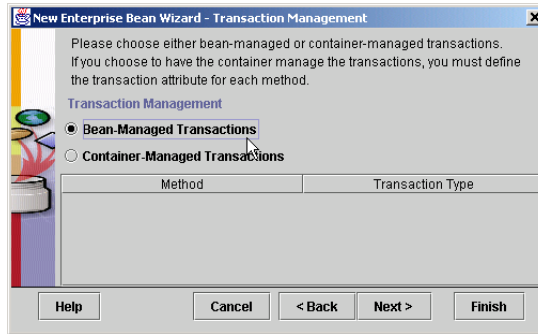 New Enterprise Bean Wizard - Transaction Management
Please choose either bean-managed or container-managed transactions.
If you choose to have the container manage the transactions, you must define
the transaction attribute for each method.
Transaction Management
Bean-Managed Transactions
Container-Managed Transactions
Method Transaction Type
Help Cancel < Back Next > Finish